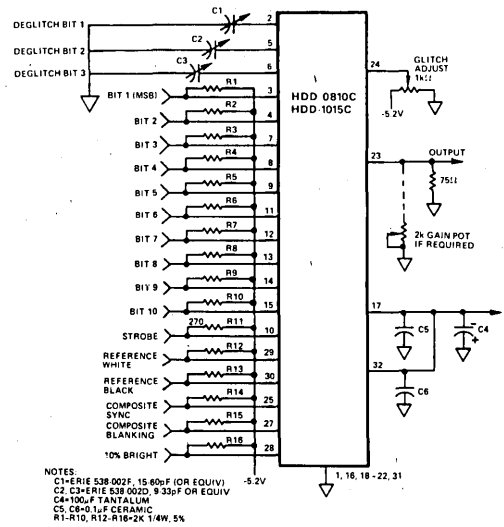 C1
DEGLITCH BIT 1
2
C2
DEGLITCH BIT 2
5
C3
DEGLITCH BIT 3
6
R1
BIT 1 (MSB)
3
R2
BIT 2
4
R3
BIT 3
7
R4
BIT 4
8
R5
BIT 5
9
R6
BIT 6
11
R7
BIT 7
12
R8
BIT 8
13
R9
BIY 9
14
R10
BIT 10
15
270 R11
STROBE
10
R12
REFERENCE
WHITE
29
R13
REFERENCE
BLACK
30
R14
COMPOSITE
SYNC
25
R15
COMPOSITE
BLANKING
27
R16
10% BRIGHT
28
-5.2V
HDD 0810C
HDD-1015C
24
GLITCH
ADJUST
1kΩ
-5.2V
23
OUTPUT
75Ω
2k GAIN POT
IF REQUIRED
17
C5
C4
32
C6
1, 16, 18 - 22, 31
NOTES:
C1=ERIE 538-002F, 15-60pF (OR EQUIV)
C2, C3=ERIE 538 002D, 9-33pF OR EQUIV
C4=100µF TANTALUM
C5, C6=0.1µF CERAMIC
R1-R10, R12-R16=2K 1/4W, 5%